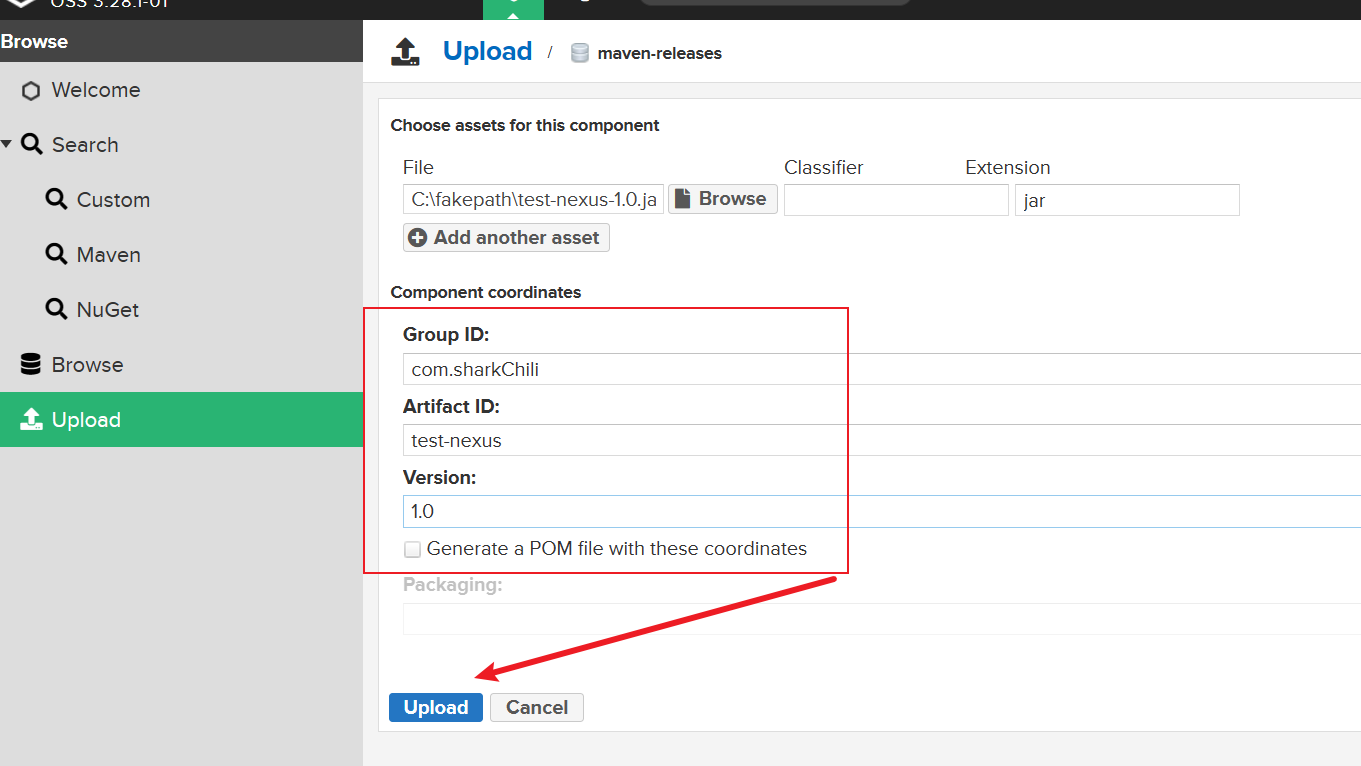 OSS 3.28.1-01
Browse
Welcome
Search
Custom
Maven
NuGet
Browse
Upload
Upload / maven-releases
Choose assets for this component
File Classifier Extension
C:\fakepath\test-nexus-1.0.ja Browse jar
Add another asset
Component coordinates
Group ID:
com.sharkChili
Artifact ID:
test-nexus
Version:
1.0
Generate a POM file with these coordinates
Packaging:
Upload Cancel